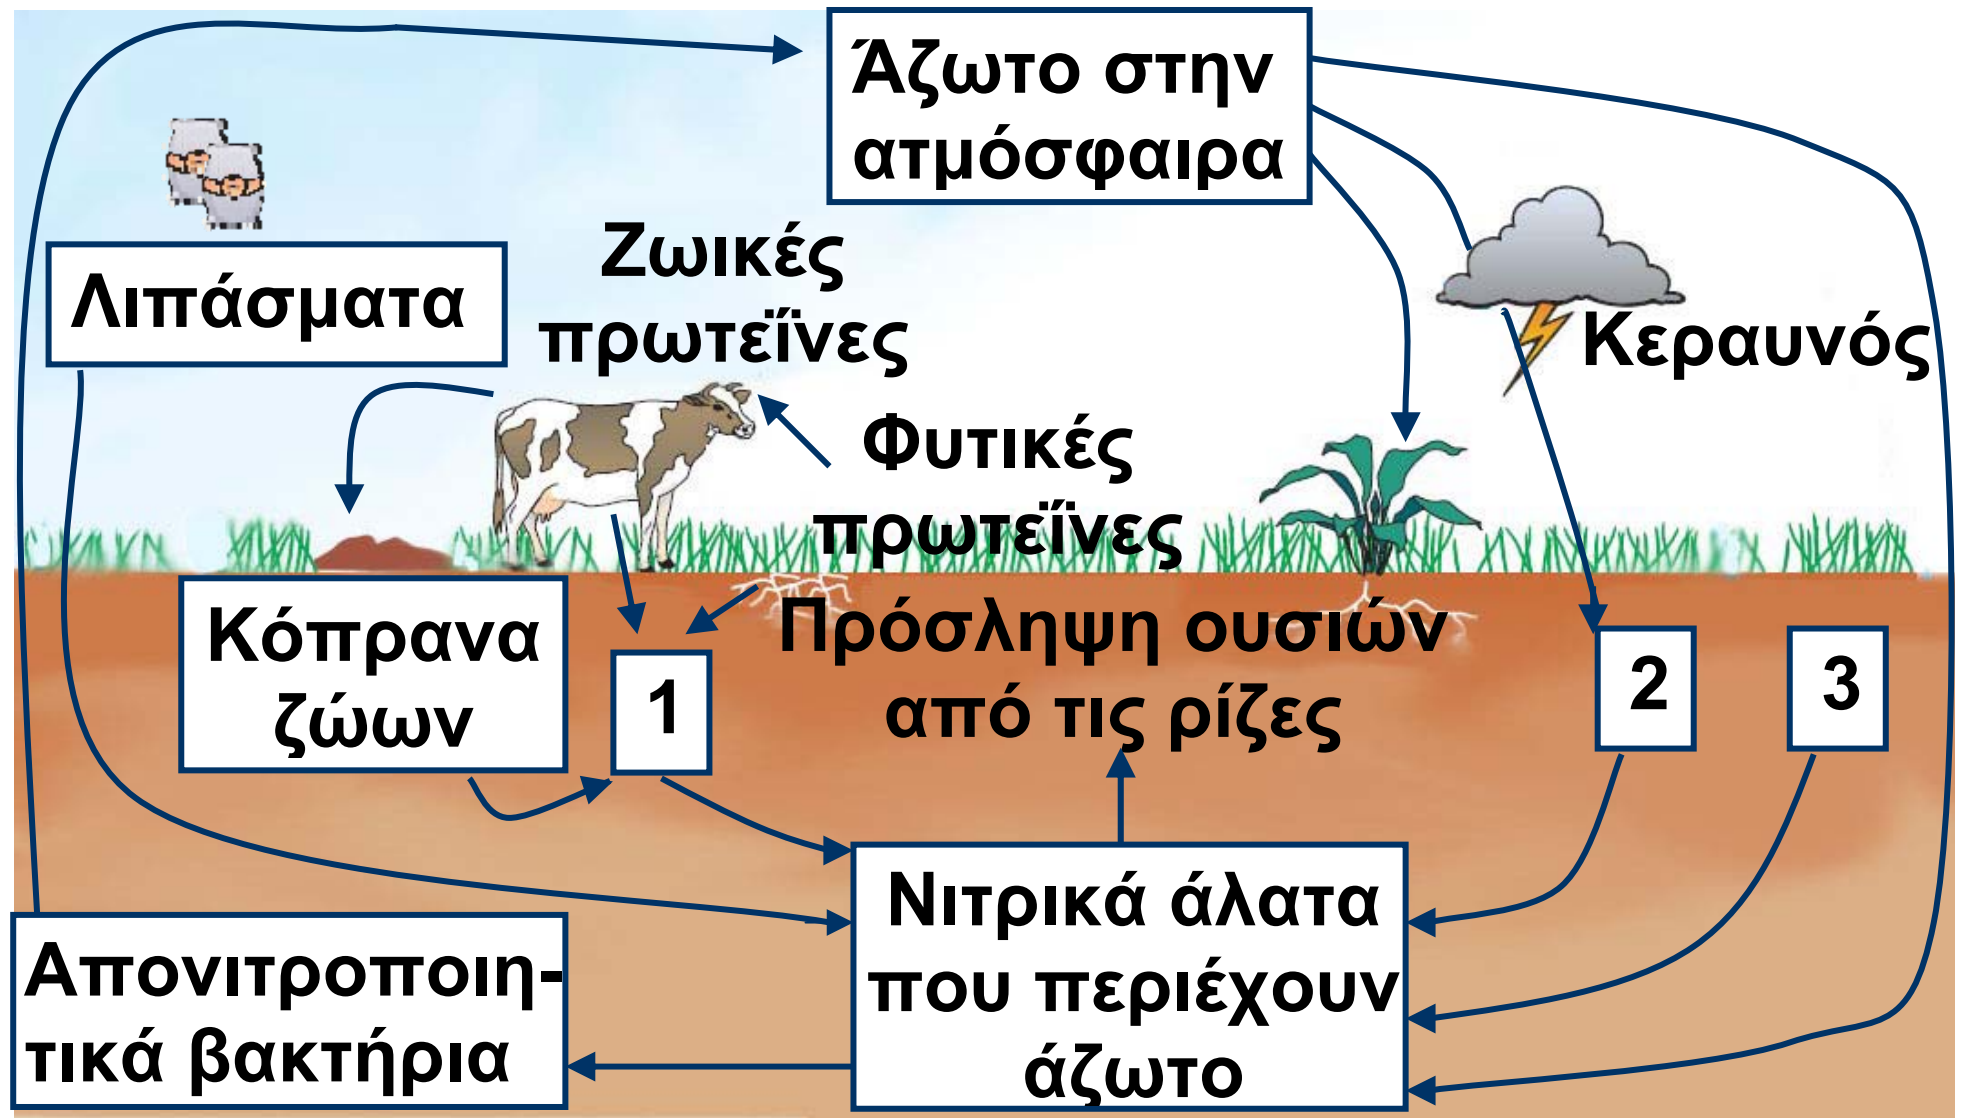 Άζωτο στην
ατμόσφαιρα
Λιπάσματα
Ζωικές
πρωτεΐνες
Κεραυνός
Φυτικές
πρωτεΐνες
Κόπρανα
ζώων
1
Πρόσληψη ουσιών
από τις ρίζες
2
3
Νιτρικά άλατα
που περιέχουν
άζωτο
Απονιτροποιη-
τικά βακτήρια